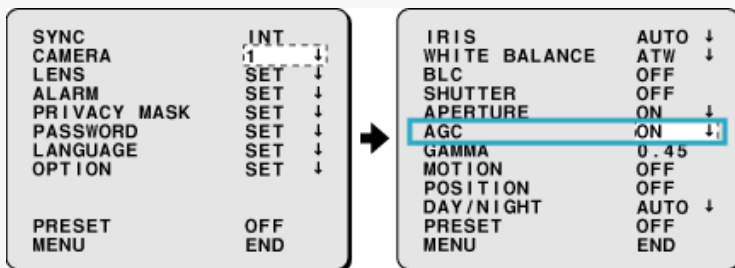 SYNC INT
CAMERA 1 ↓
LENS SET ↓
ALARM SET ↓
PRIVACY MASK SET ↓
PASSWORD SET ↓
LANGUAGE SET ↓
OPTION SET ↓
PRESET OFF
MENU END
IRIS AUTO ↓
WHITE BALANCE ATW ↓
BLC OFF
SHUTTER OFF
APERTURE ON ↓
AGC ON ↓
GAMMA 0.45
MOTION OFF
POSITION OFF
DAY/NIGHT AUTO ↓
PRESET OFF
MENU END